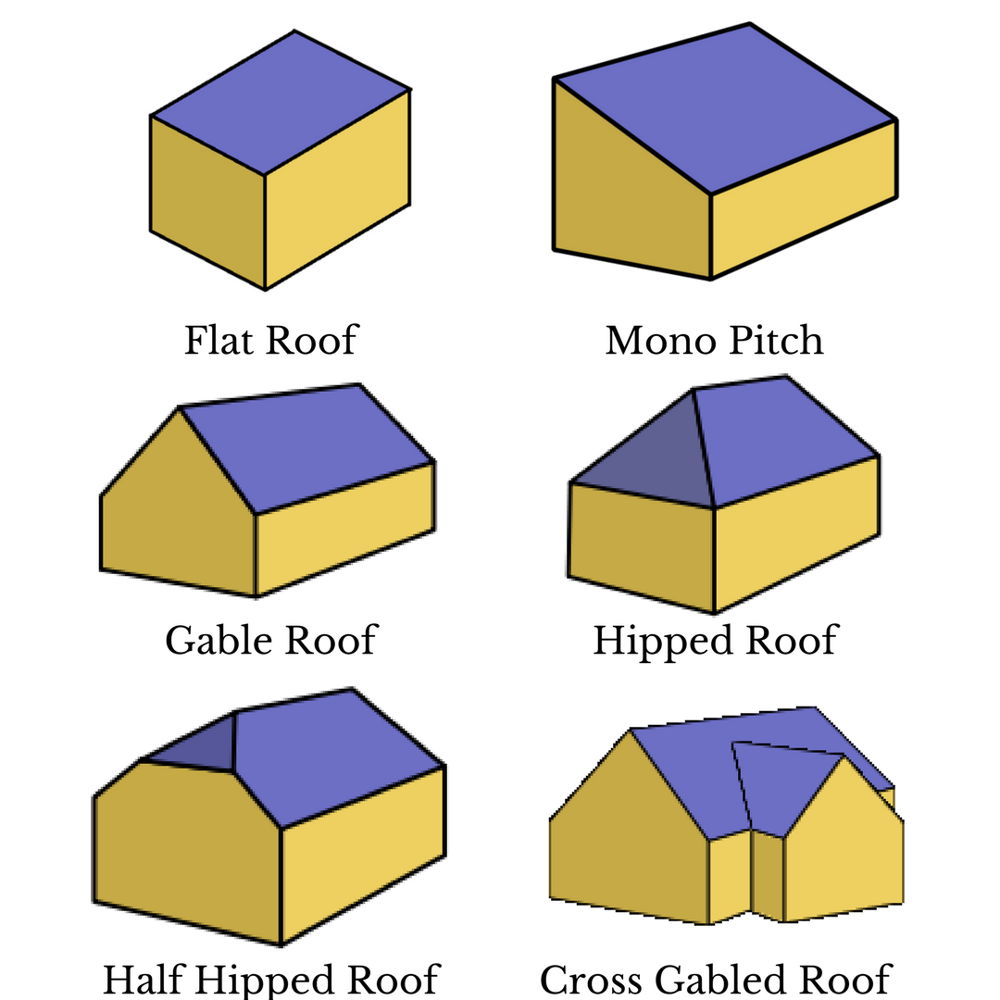 Flat Roof
Mono Pitch
Gable Roof
Hipped Roof
Half Hipped Roof
Cross Gabled Roof